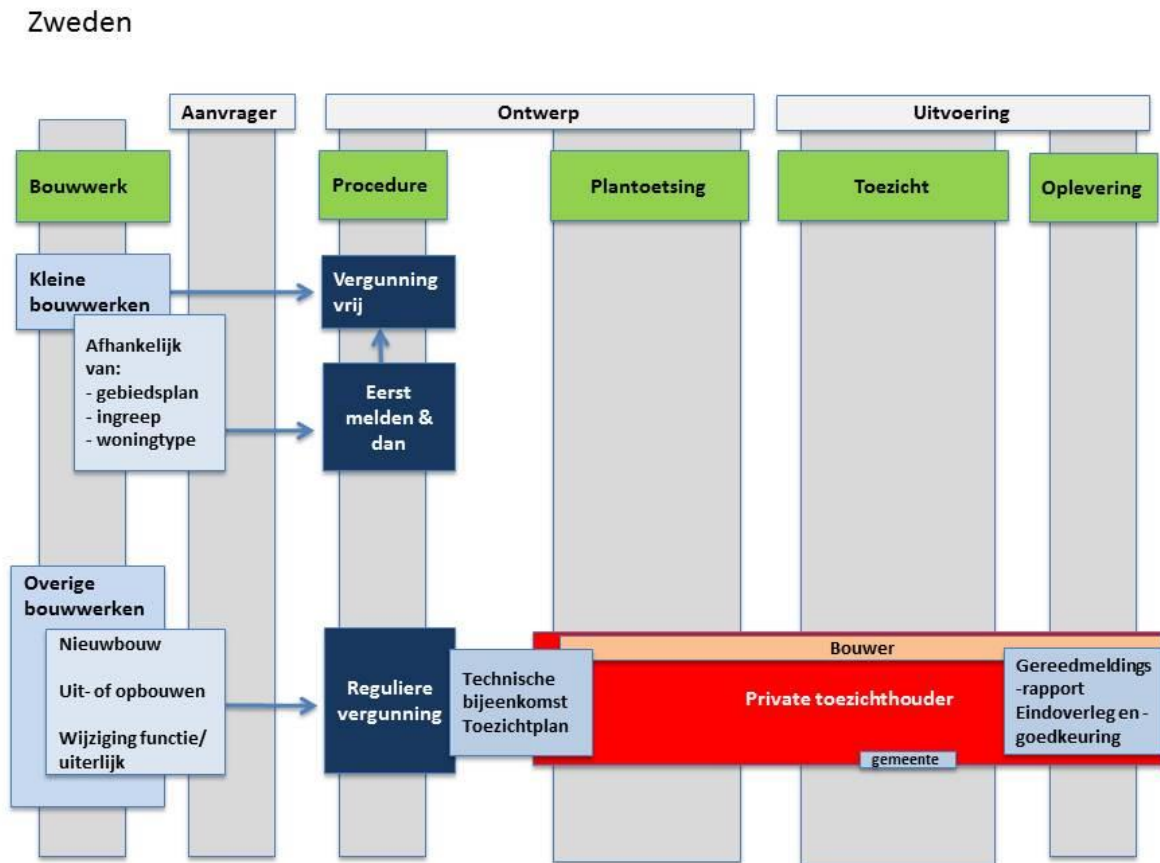 Zweden
Aanvrager
Ontwerp
Uitvoering
Bouwwerk
Procedure
Plantoetsing
Toezicht
Oplevering
Kleine
bouwwerken
Vergunning
vrij
Afhankelijk
van:
- gebiedsplan
- ingreep
- woningtype
Eerst
melden &
dan
Overige
bouwwerken
Nieuwbouw
Uit- of opbouwen
Wijziging functie/
uiterlijk
Reguliere
vergunning
Technische
bijeenkomst
Toezichtplan
Bouwer
Private toezichthouder
gemeente
Gereedmeldings
-rapport
Eindoverleg en -
goedkeuring